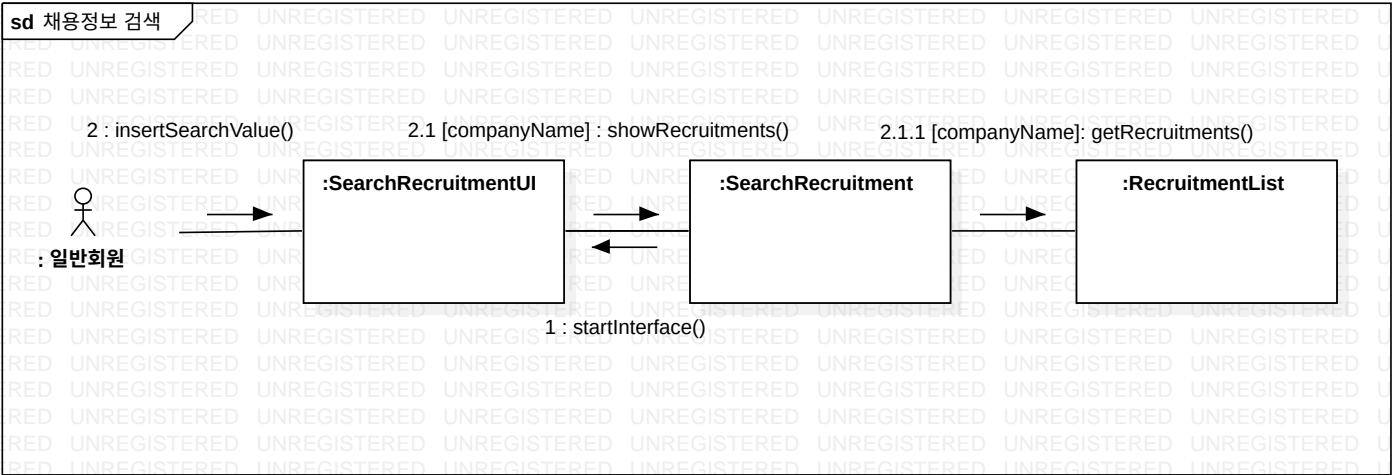 sd 채용정보 검색
2 : insertSearchValue()
2.1 [companyName] : showRecruitments()
2.1.1 [companyName]: getRecruitments()
:SearchRecruitmentUI
:SearchRecruitment
:RecruitmentList
: 일반회원
1 : startInterface()
UNREGISTERED